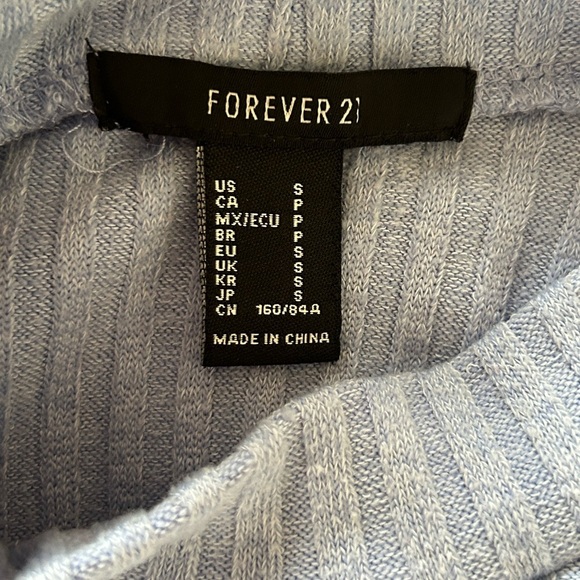 FOREVER 21
US S
CA P
MX/ECU P
BR P
EU S
UK S
KR S
JP S
CN 160/84A
MADE IN CHINA